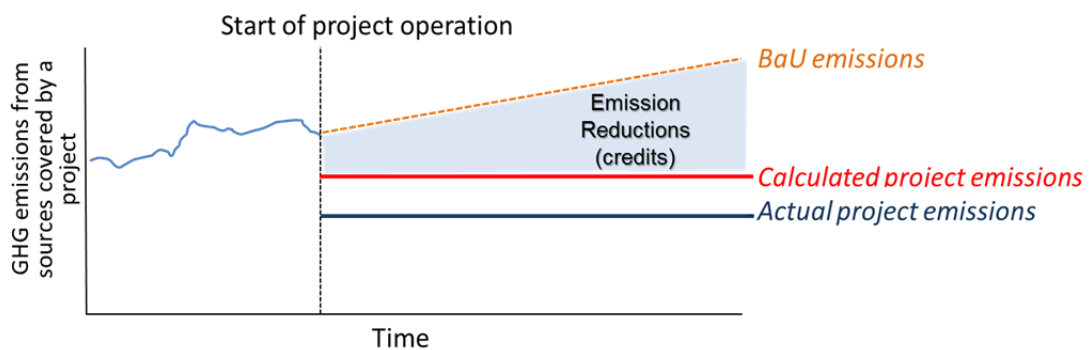 Start of project operation
GHG emissions from
sources covered by a
project
BaU emissions
Emission
Reductions
(credits)
Calculated project emissions
Actual project emissions
Time